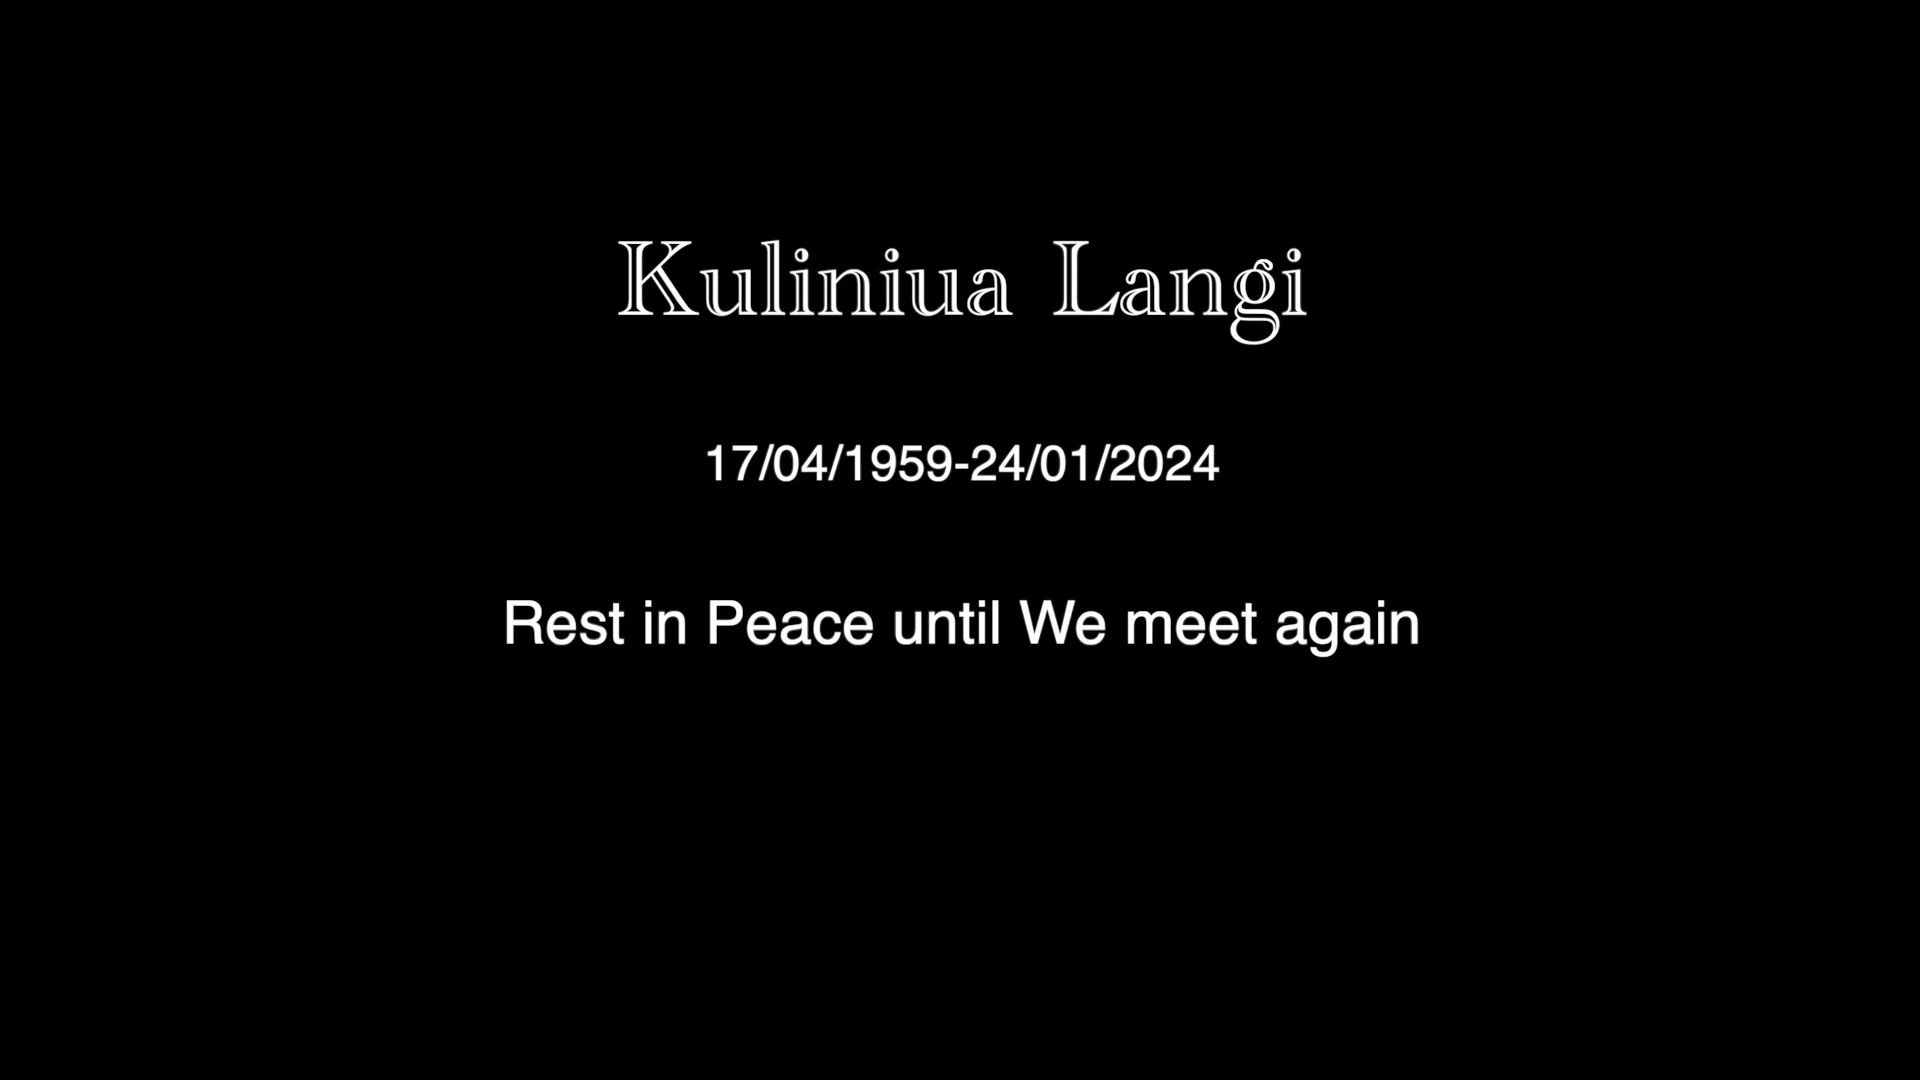 Kuliniua Langi
17/04/1959-24/01/2024
Rest in Peace until We meet again